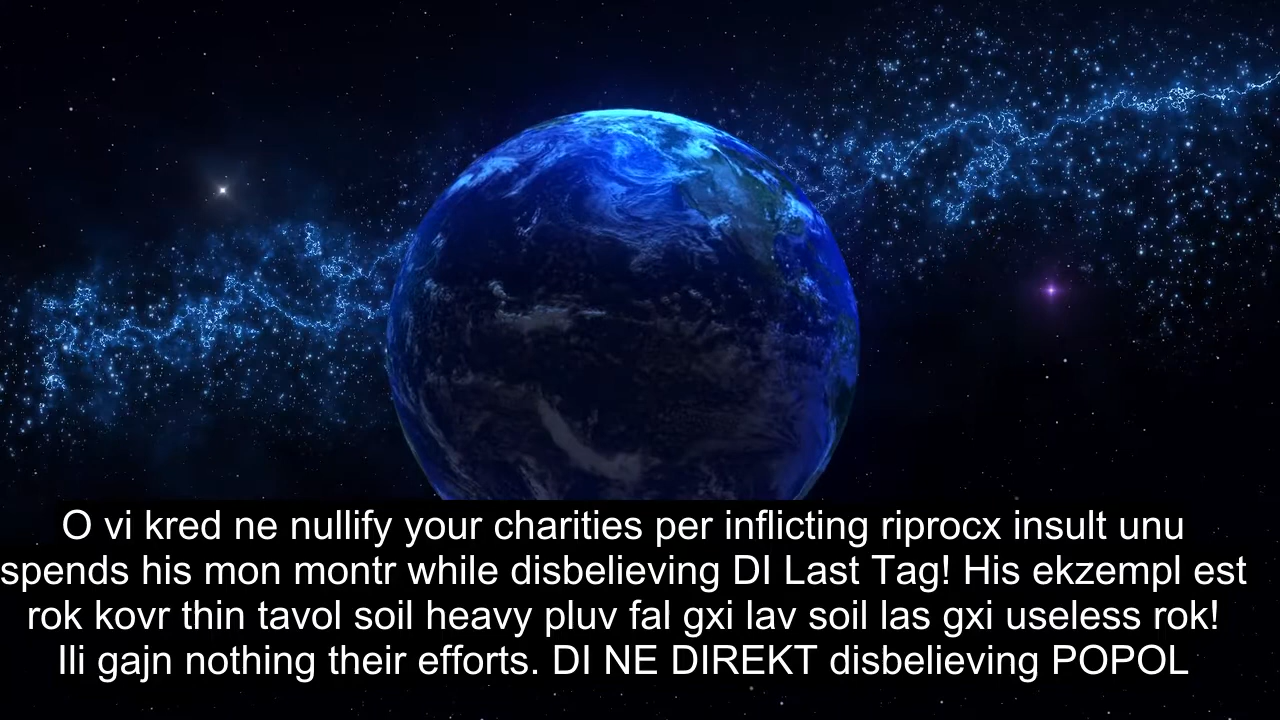 O vi kred ne nullify your charities per inflicting riprocx insult unu
spends his mon montr while disbelieving DI Last Tag! His ekzempl est
rok kovr thin tavol soil heavy pluv fal gxi lav soil las gxi useless rok!
Ili gajn nothing their efforts. DI NE DIREKT disbelieving POPOL